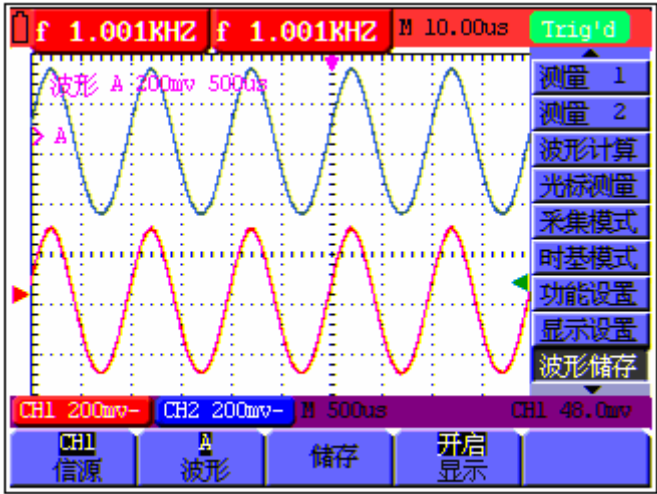 f 1.001KHZ f 1.001KHZ M 10.00us Trig'd
波形 A 200mv 500us
A
测量 1
测量 2
波形计算
光标测量
采集模式
时基模式
功能设置
显示设置
波形储存
CH1 200mv~ CH2 200mv~ M 500us CH1 48.0mv
CH1 A 储存 开启
信源 波形 显示